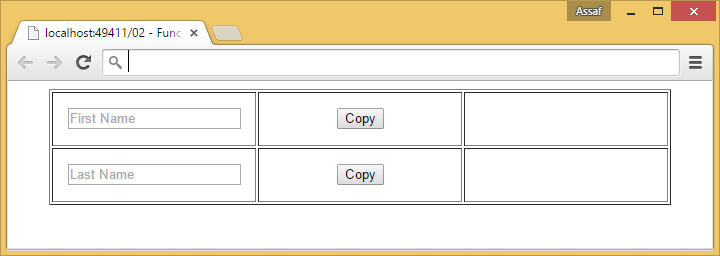 Assaf
localhost:49411/02 - Func
First Name Copy
Last Name Copy